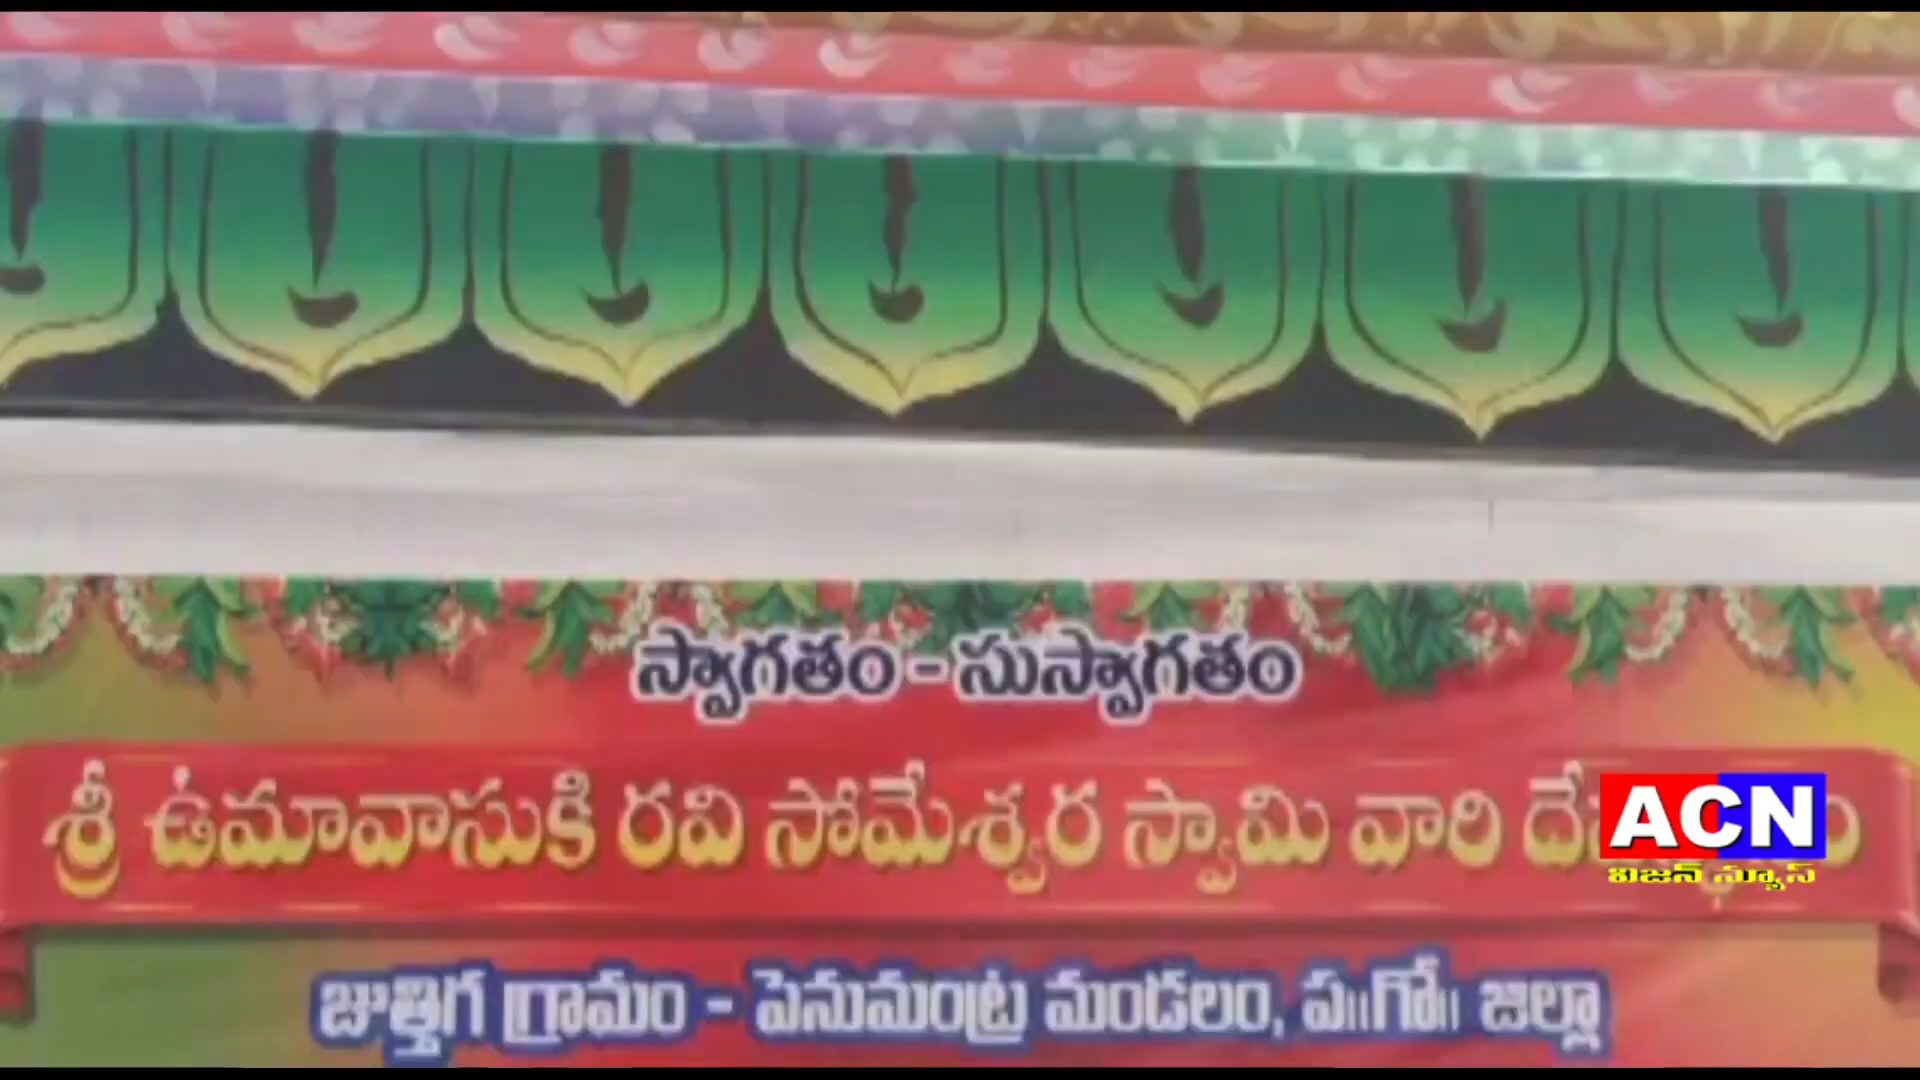 స్వాగతం - సుస్వాగతం
శ్రీ ఉమావాసుకి రవి సోమేశ్వర స్వామి వారి
ACN
విజన్ న్యూస్
జుత్తిగ గ్రామం - పెనుమంట్ర మండలం, ప॥గో॥ జిల్లా